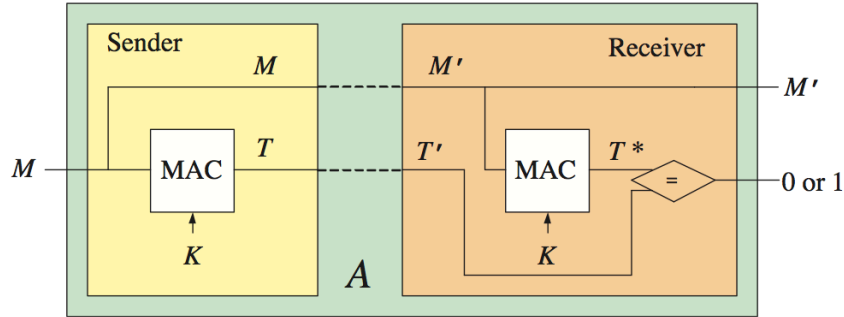 Sender
Receiver
M
M′
M′
M
MAC
T
T′
MAC
T*
=
0 or 1
K
A
K